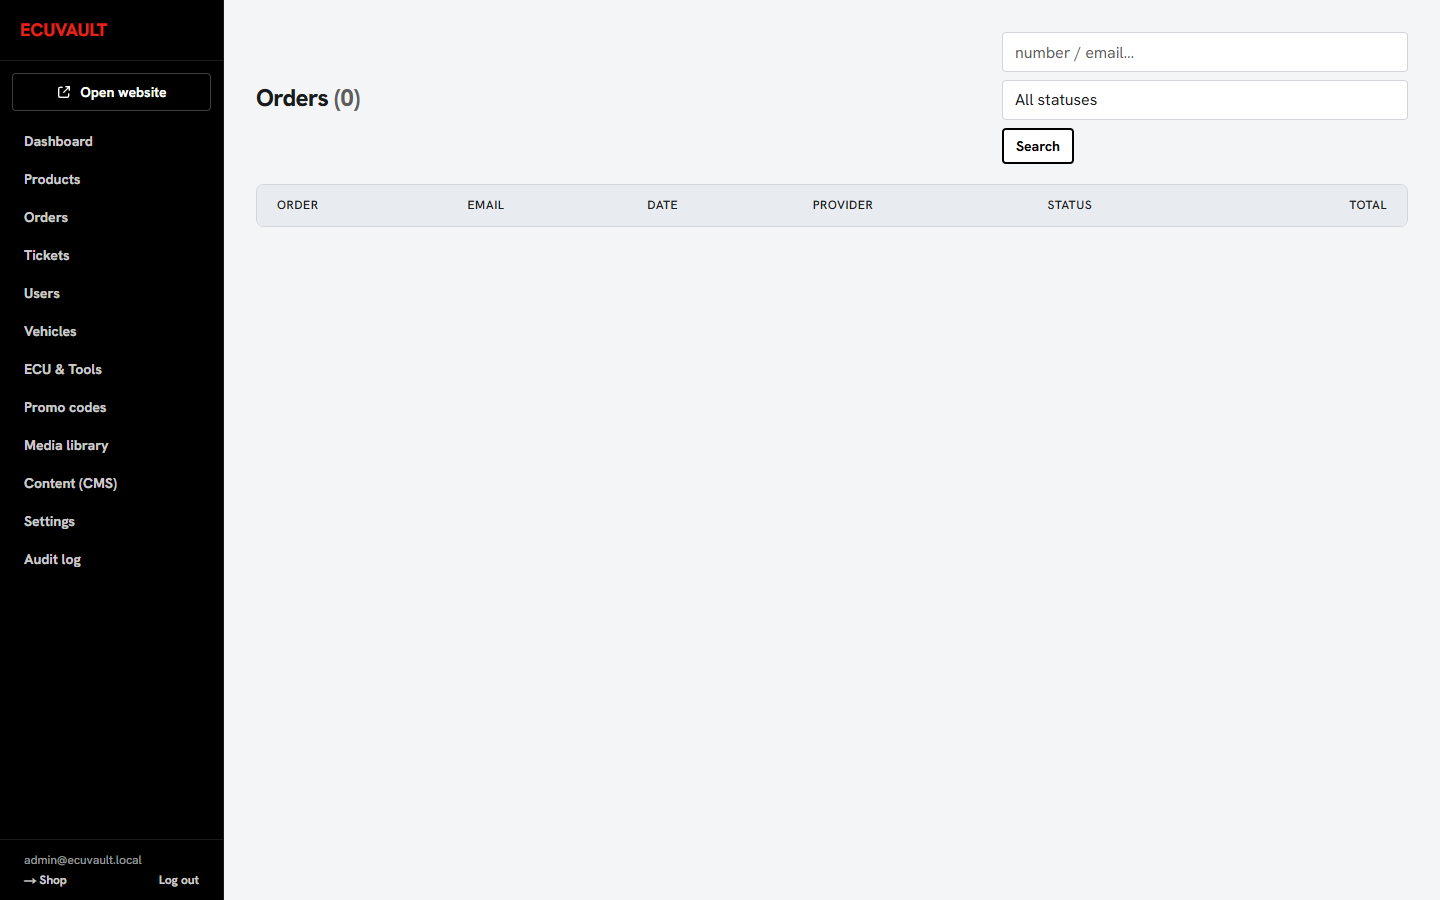 ECUVAULT
Open website
Dashboard
Products
Orders
Tickets
Users
Vehicles
ECU & Tools
Promo codes
Media library
Content (CMS)
Settings
Audit log
admin@ecuvault.local
→ Shop
Log out
Orders (0)
number / email...
All statuses
Search
ORDER EMAIL DATE PROVIDER STATUS TOTAL